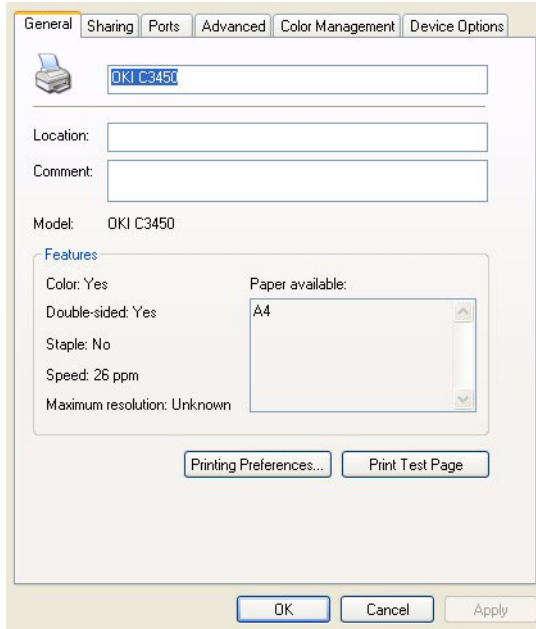 General Sharing Ports Advanced Color Management Device Options
OKI C3450
Location:
Comment:
Model: OKI C3450
Features
Color: Yes
Double-sided: Yes
Staple: No
Speed: 26 ppm
Maximum resolution: Unknown
Paper available:
A4
Printing Preferences... Print Test Page
OK Cancel Apply